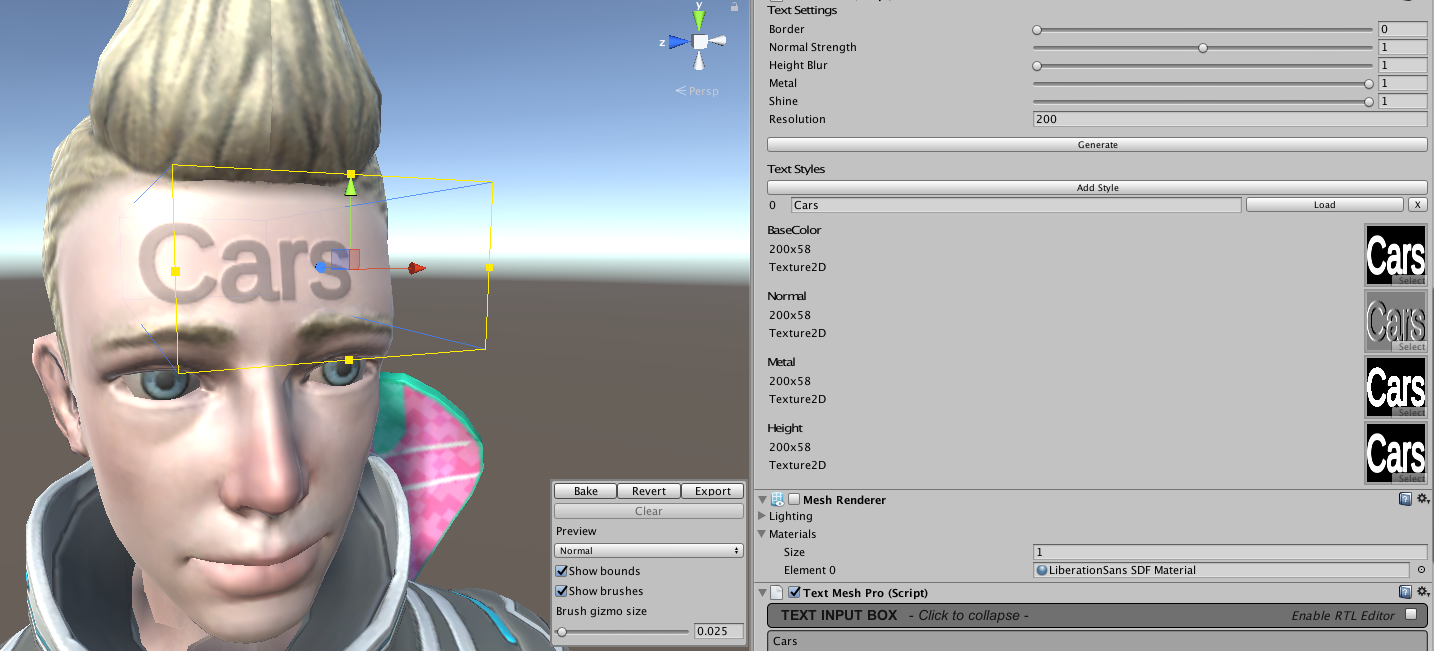 y
z
Persp
Cars
Bake Revert Export
Clear
Preview
Normal
Show bounds
Show brushes
Brush gizmo size
0.025
Text Settings
Border 0
Normal Strength 1
Height Blur 1
Metal 1
Shine 1
Resolution 200
Generate
Text Styles
Add Style
0 Cars Load X
BaseColor
200x58
Texture2D
Cars
Select
Normal
200x58
Texture2D
Cars
Select
Metal
200x58
Texture2D
Cars
Select
Height
200x58
Texture2D
Cars
Select
Mesh Renderer
Lighting
Materials
Size 1
Element 0 LiberationSans SDF Material
Text Mesh Pro (Script)
TEXT INPUT BOX - Click to collapse - Enable RTL Editor
Cars